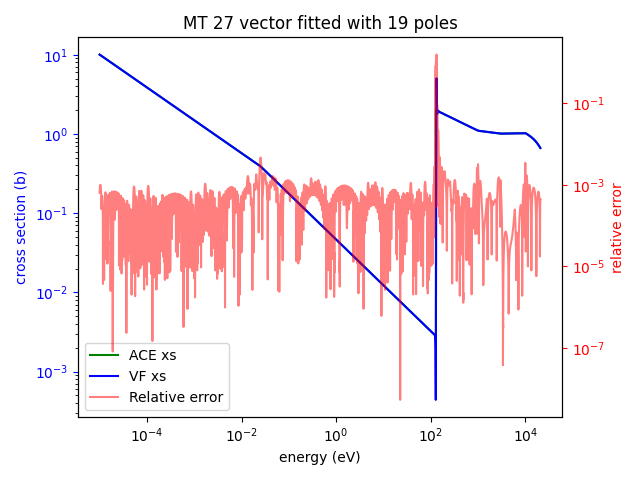 MT 27 vector fitted with 19 poles
10^1
10^0
10^-1
10^-2
10^-3
cross section (b)
10^-1
10^-3
10^-5
10^-7
relative error
ACE xs
VF xs
Relative error
10^-4
10^-2
10^0
10^2
10^4
energy (eV)